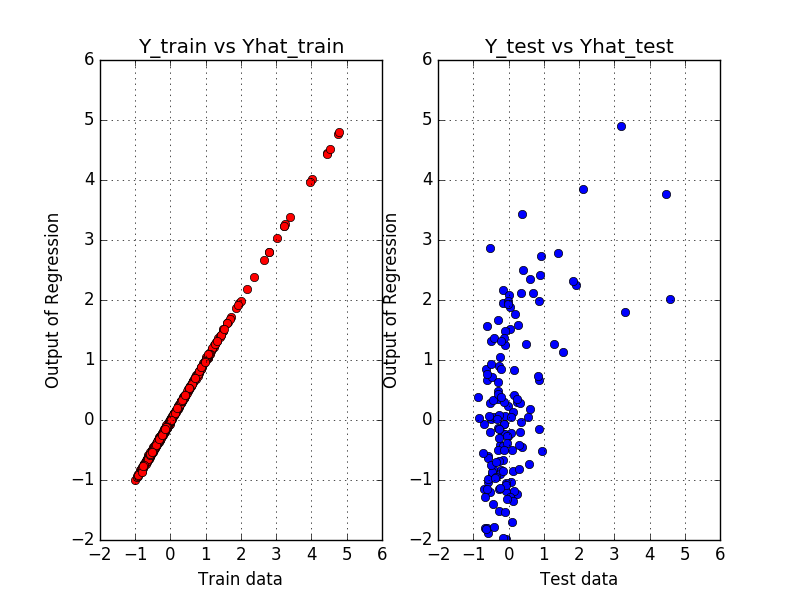 Y_train vs Yhat_train
6
5
4
3
2
1
0
−1
−2
Output of Regression
−2 −1 0 1 2 3 4 5 6
Train data
Y_test vs Yhat_test
6
5
4
3
2
1
0
−1
−2
Output of Regression
−2 −1 0 1 2 3 4 5 6
Test data